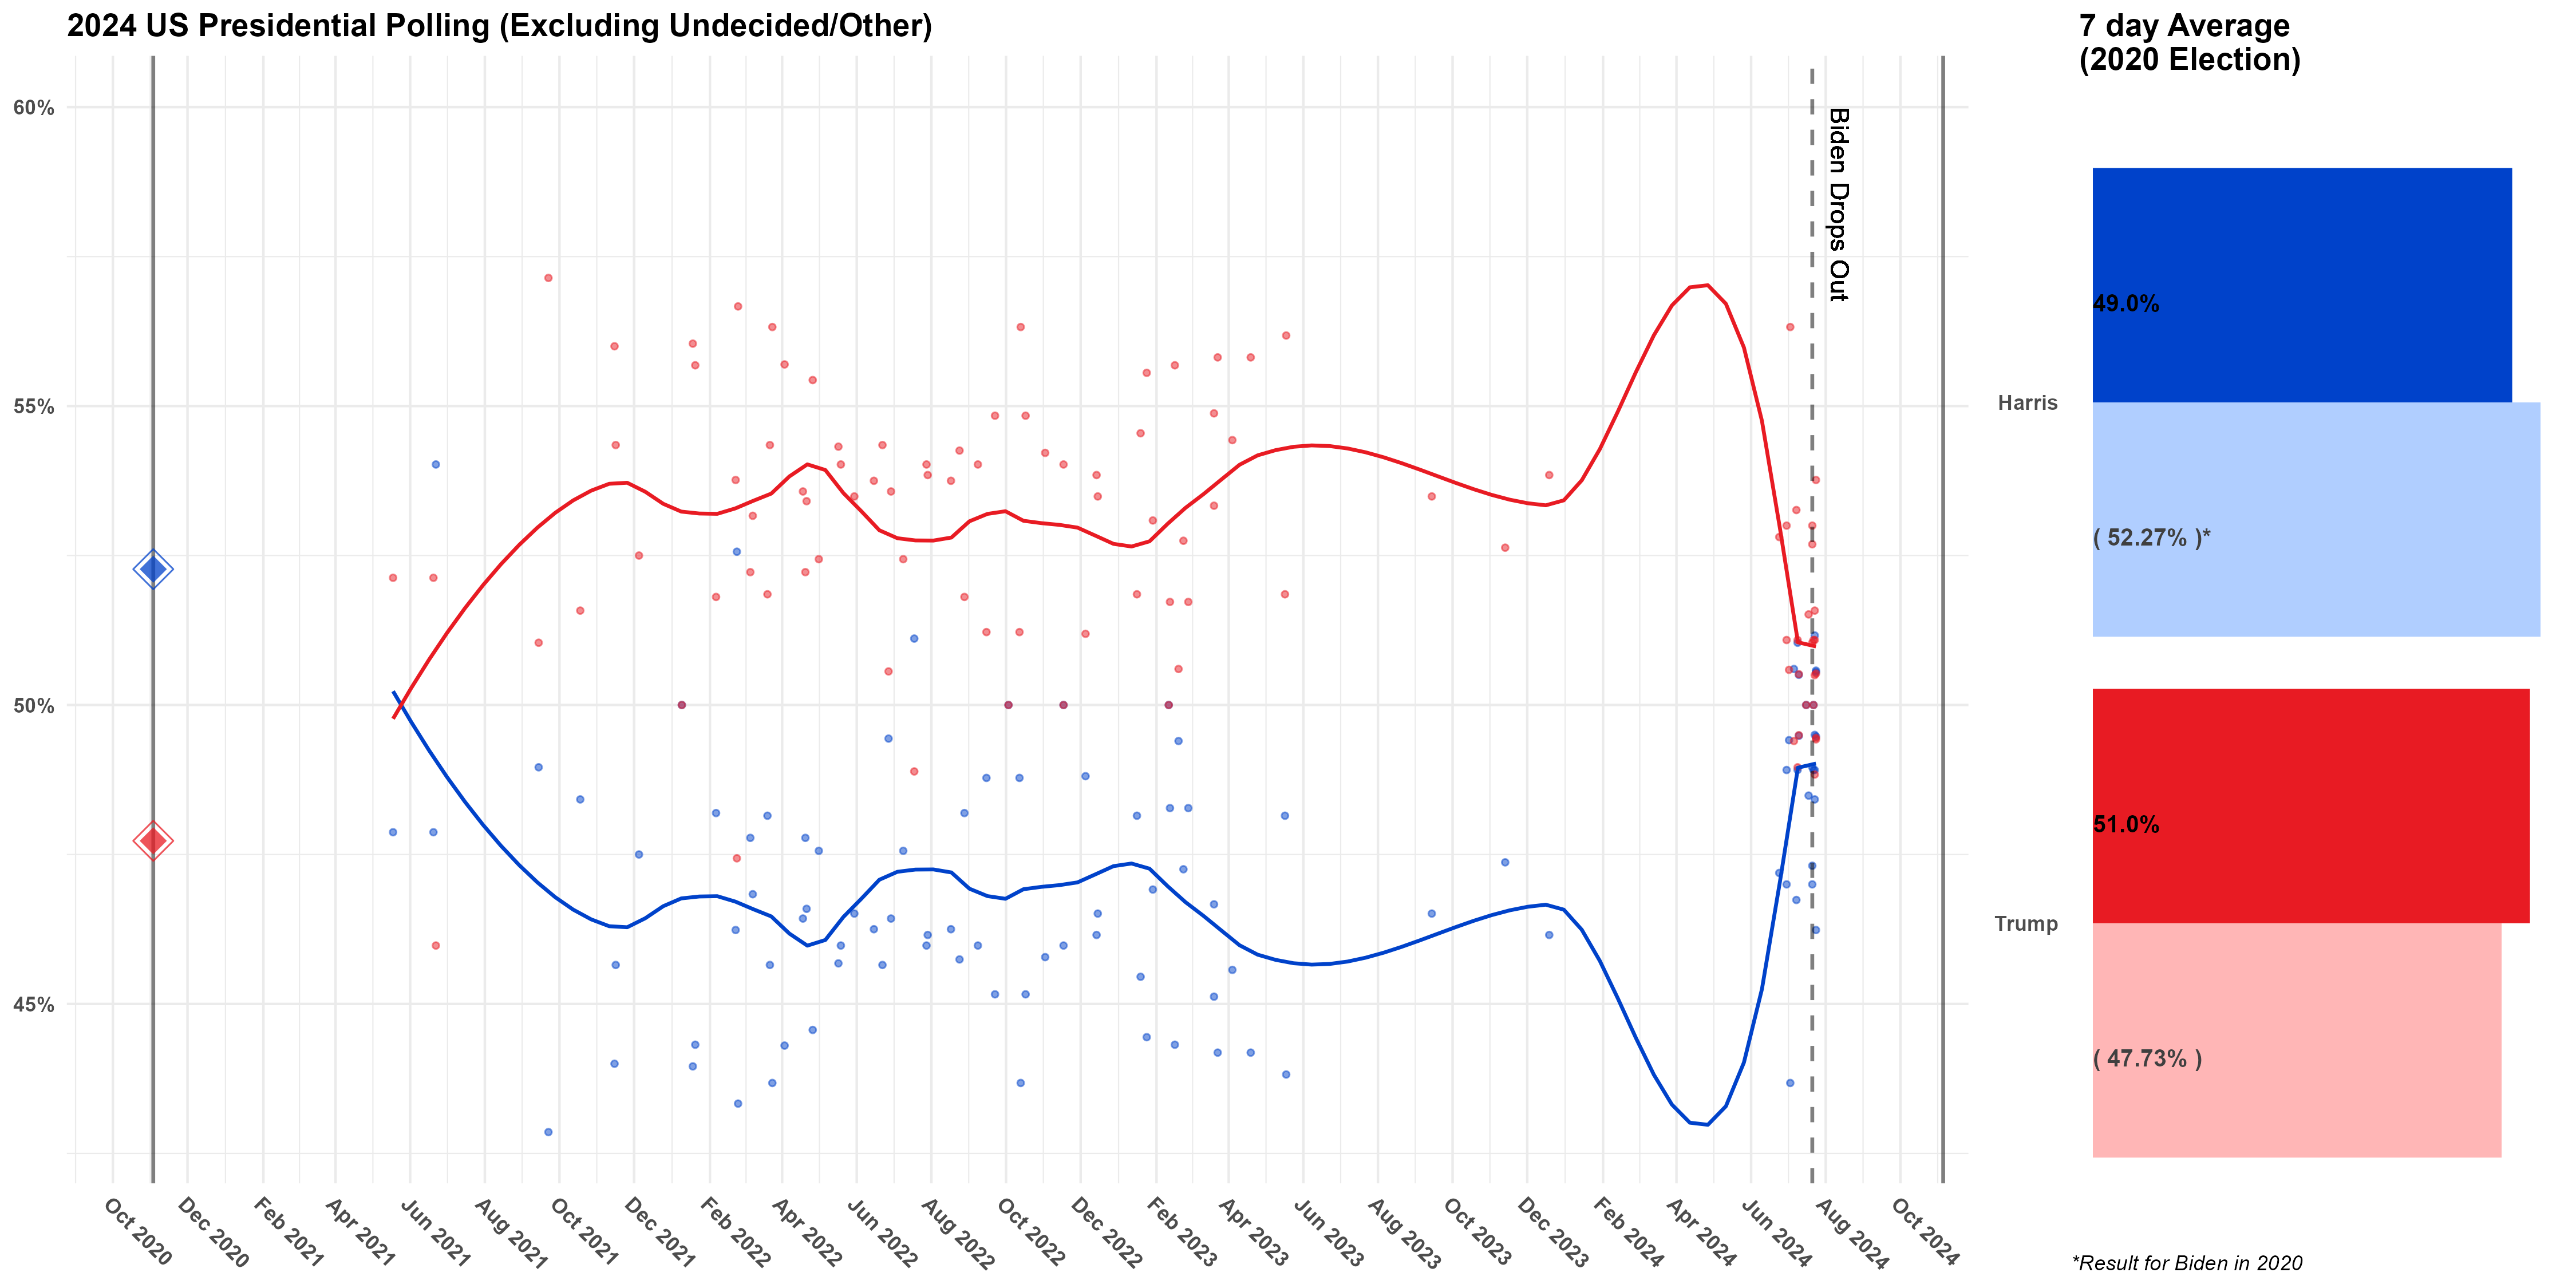 2024 US Presidential Polling (Excluding Undecided/Other)
7 day Average
(2020 Election)
60%
55%
50%
45%
Biden Drops Out
Oct 2020
Dec 2020
Feb 2021
Apr 2021
Jun 2021
Aug 2021
Oct 2021
Dec 2021
Feb 2022
Apr 2022
Jun 2022
Aug 2022
Oct 2022
Dec 2022
Feb 2023
Apr 2023
Jun 2023
Aug 2023
Oct 2023
Dec 2023
Feb 2024
Apr 2024
Jun 2024
Aug 2024
Oct 2024
Harris
49.0%
( 52.27% )*
Trump
51.0%
( 47.73% )
*Result for Biden in 2020